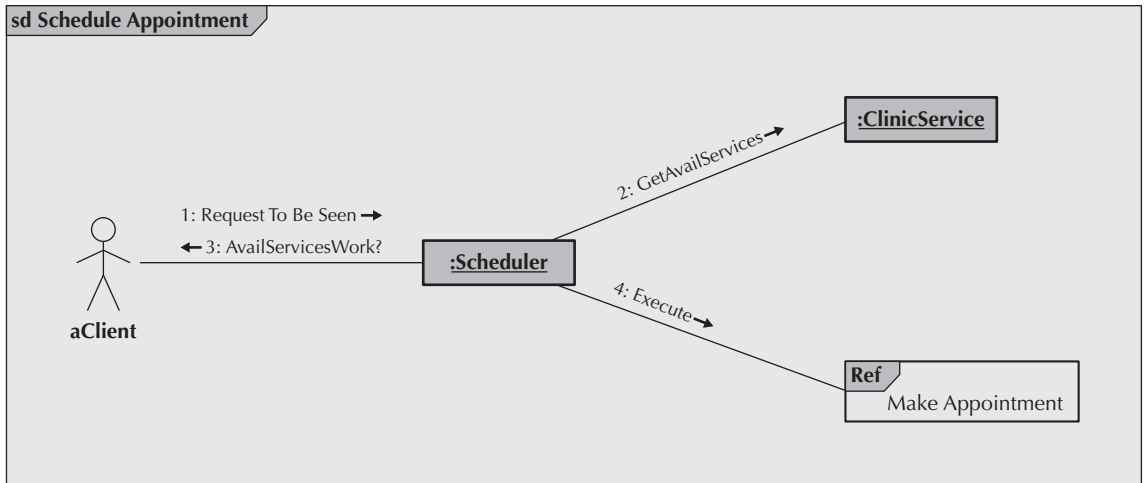 sd Schedule Appointment
:ClinicService
2: GetAvailServices →
1: Request To Be Seen →
← 3: AvailServicesWork?
:Scheduler
4: Execute →
aClient
Ref
Make Appointment